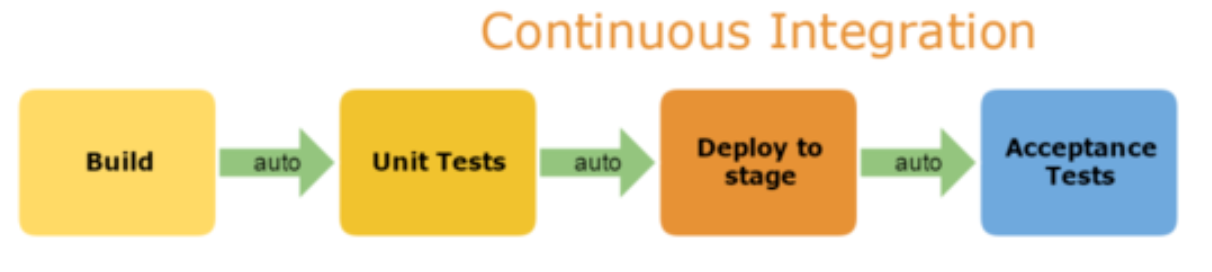 Continuous Integration
Build
auto
Unit Tests
auto
Deploy to
stage
auto
Acceptance
Tests